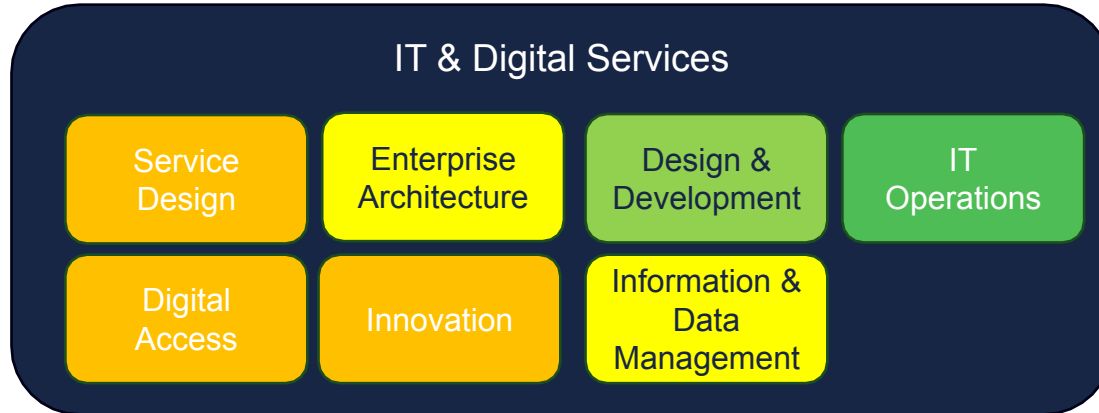 IT & Digital Services
Service
Design
Enterprise
Architecture
Design &
Development
IT
Operations
Digital
Access
Innovation
Information &
Data
Management